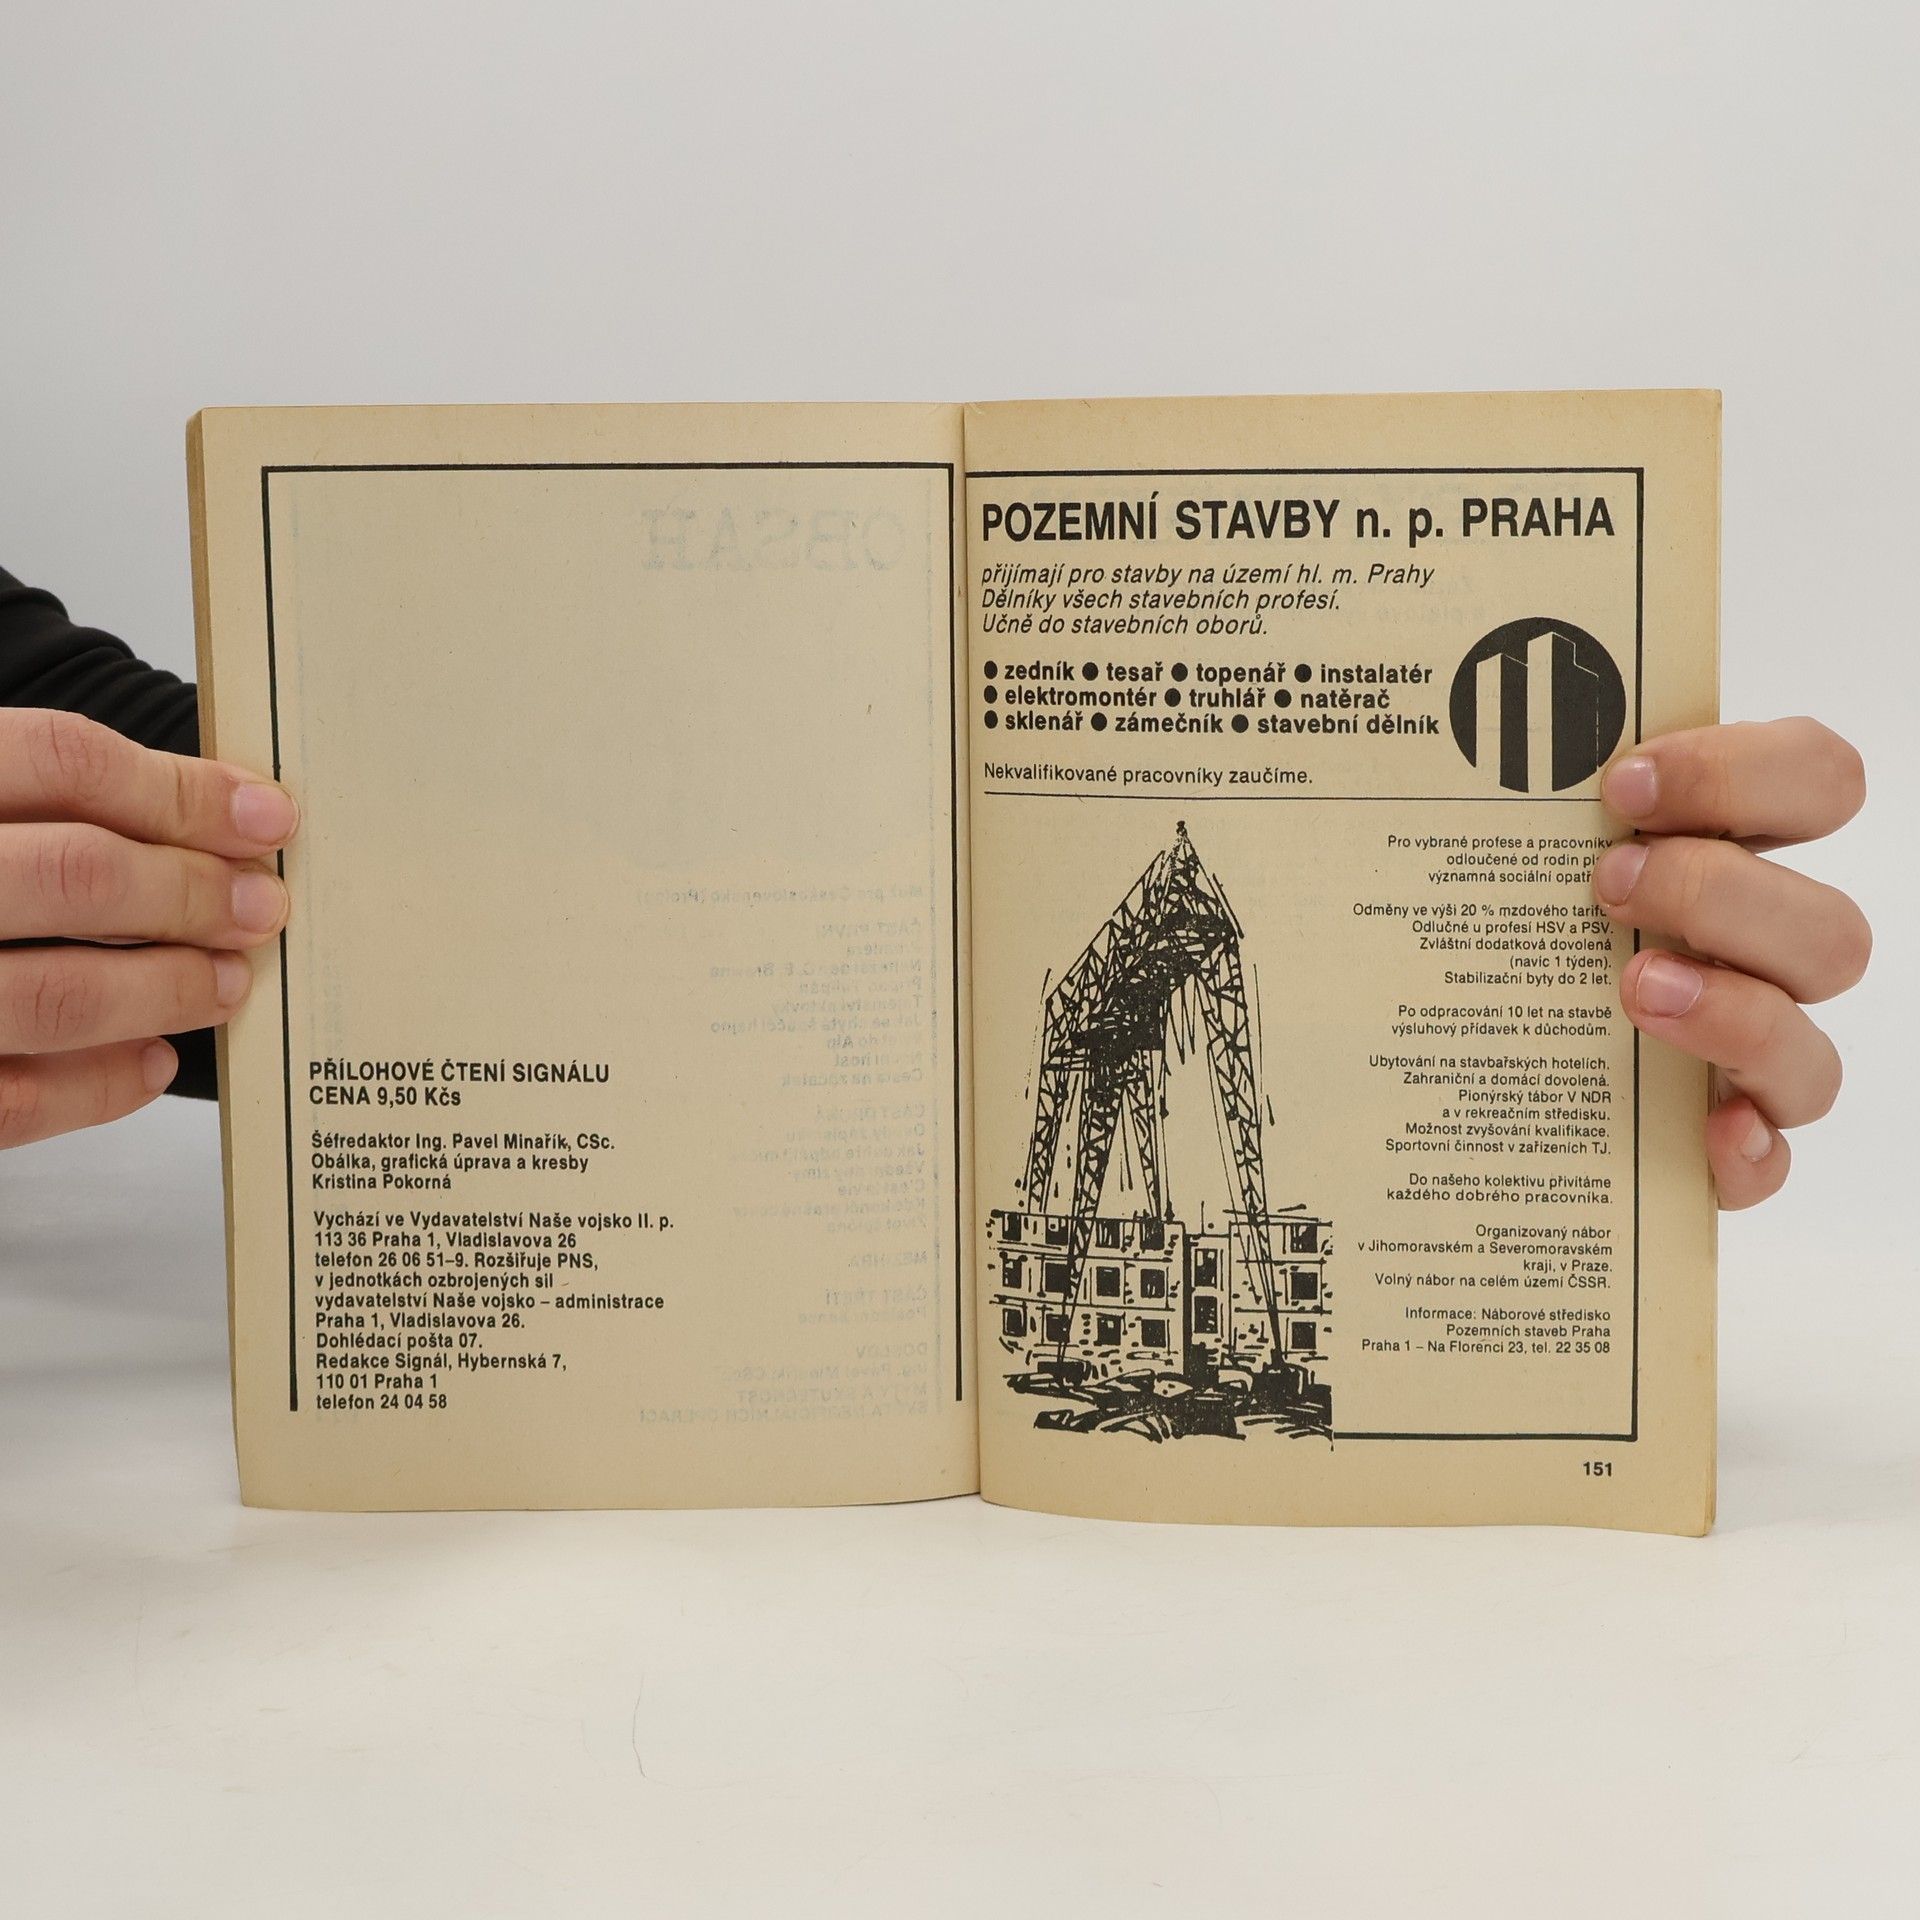 PŘÍLOHOVÉ ČTENÍ SIGNÁLU
CENA 9,50 Kčs
Šéfredaktor Ing. Pavel Minařík, CSc.
Obálka, grafická úprava a kresby
Kristina Pokorná
Vychází ve Vydavatelství Naše vojsko II. p.
113 36 Praha 1, Vladislavova 26
telefon 26 06 51–9. Rozšiřuje PNS,
v jednotkách ozbrojených sil
vydavatelství Naše vojsko – administrace
Praha 1, Vladislavova 26.
Dohlédací pošta 07.
Redakce Signál, Hybernská 7,
110 01 Praha 1
telefon 24 04 58
POZEMNÍ STAVBY n. p. PRAHA
přijímají pro stavby na území hl. m. Prahy
Dělníky všech stavebních profesí.
Učně do stavebních oborů.
● zedník ● tesař ● topenář ● instalatér
● elektromontér ● truhlář ● natěrač
● sklenář ● zámečník ● stavební dělník
Nekvalifikované pracovníky zaučíme.
Pro vybrané profese a pracovníky
odloučené od rodin
významná sociální
Odměny ve výši 20 % mzdového
Odlučné u profesí HSV a PSV.
Zvláštní dodatková dovolená
(navíc 1 týden).
Stabilizační byty do 2 let.
Po odpracování 10 let na stavbě
výsluhový přídavek k důchodům.
Ubytování na stavbařských hotelích.
Zahraniční a domácí dovolená.
Pionýrský tábor V NDR
a v rekreačním středisku.
Možnost zvyšování kvalifikace.
Sportovní činnost v zařízeních TJ.
Do našeho kolektivu přivítáme
každého dobrého pracovníka.
Organizovaný nábor
v Jihomoravském a Severomoravském
kraji, v Praze.
Volný nábor na celém území ČSSR.
Informace: Náborové středisko
Pozemních staveb Praha
Praha 1 – Na Florenci 23, tel. 22 35 08
151